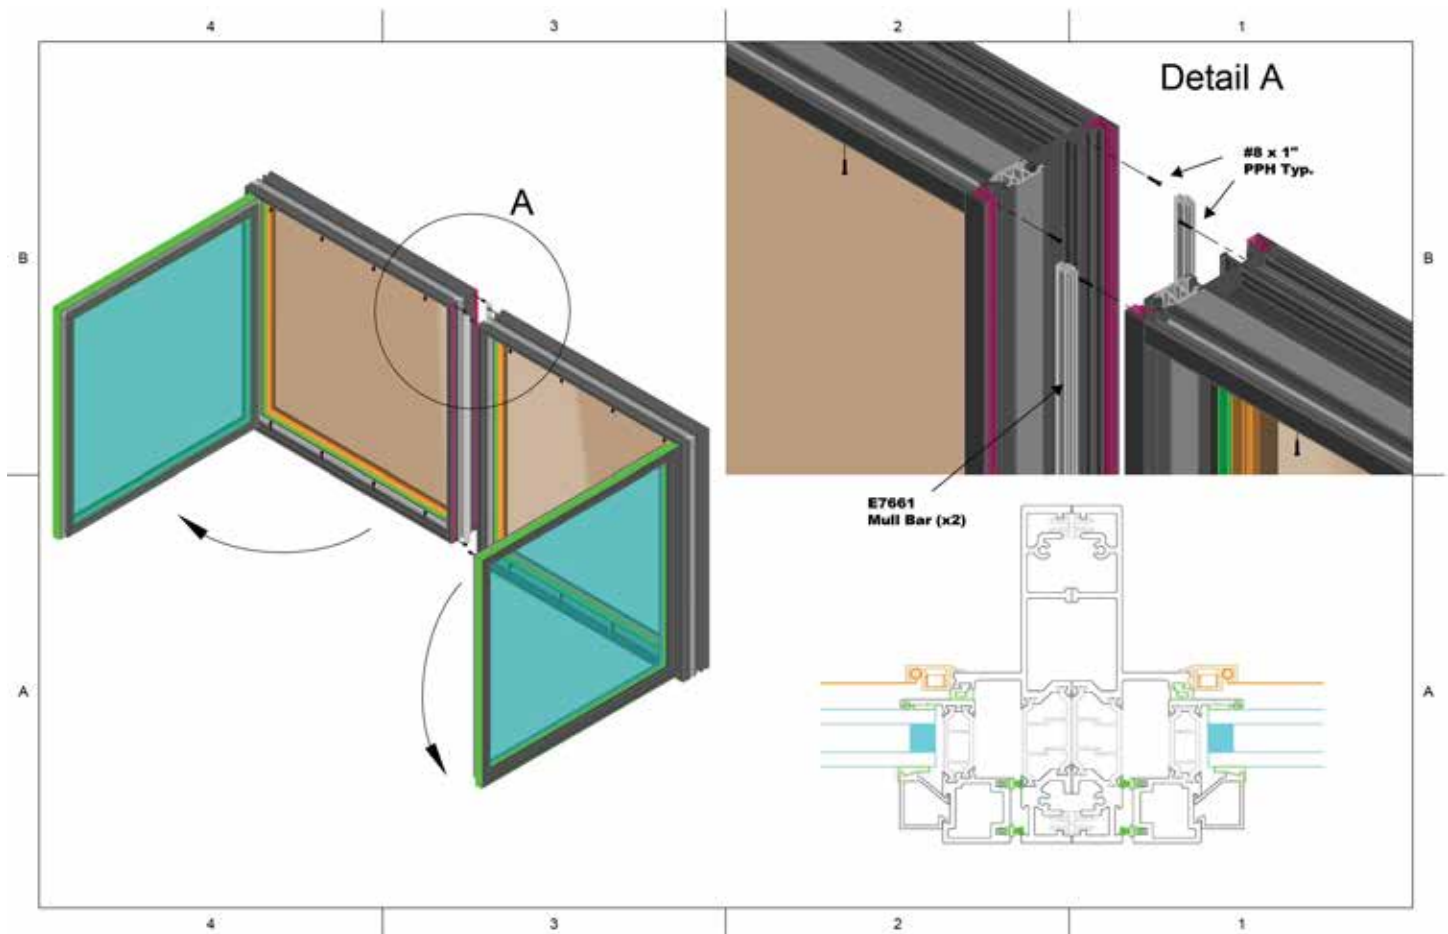 4 3 2 1
Detail A
#8 x 1"
PPH Typ.
A
B B
E7661
Mull Bar (x2)
A A
4 3 2 1